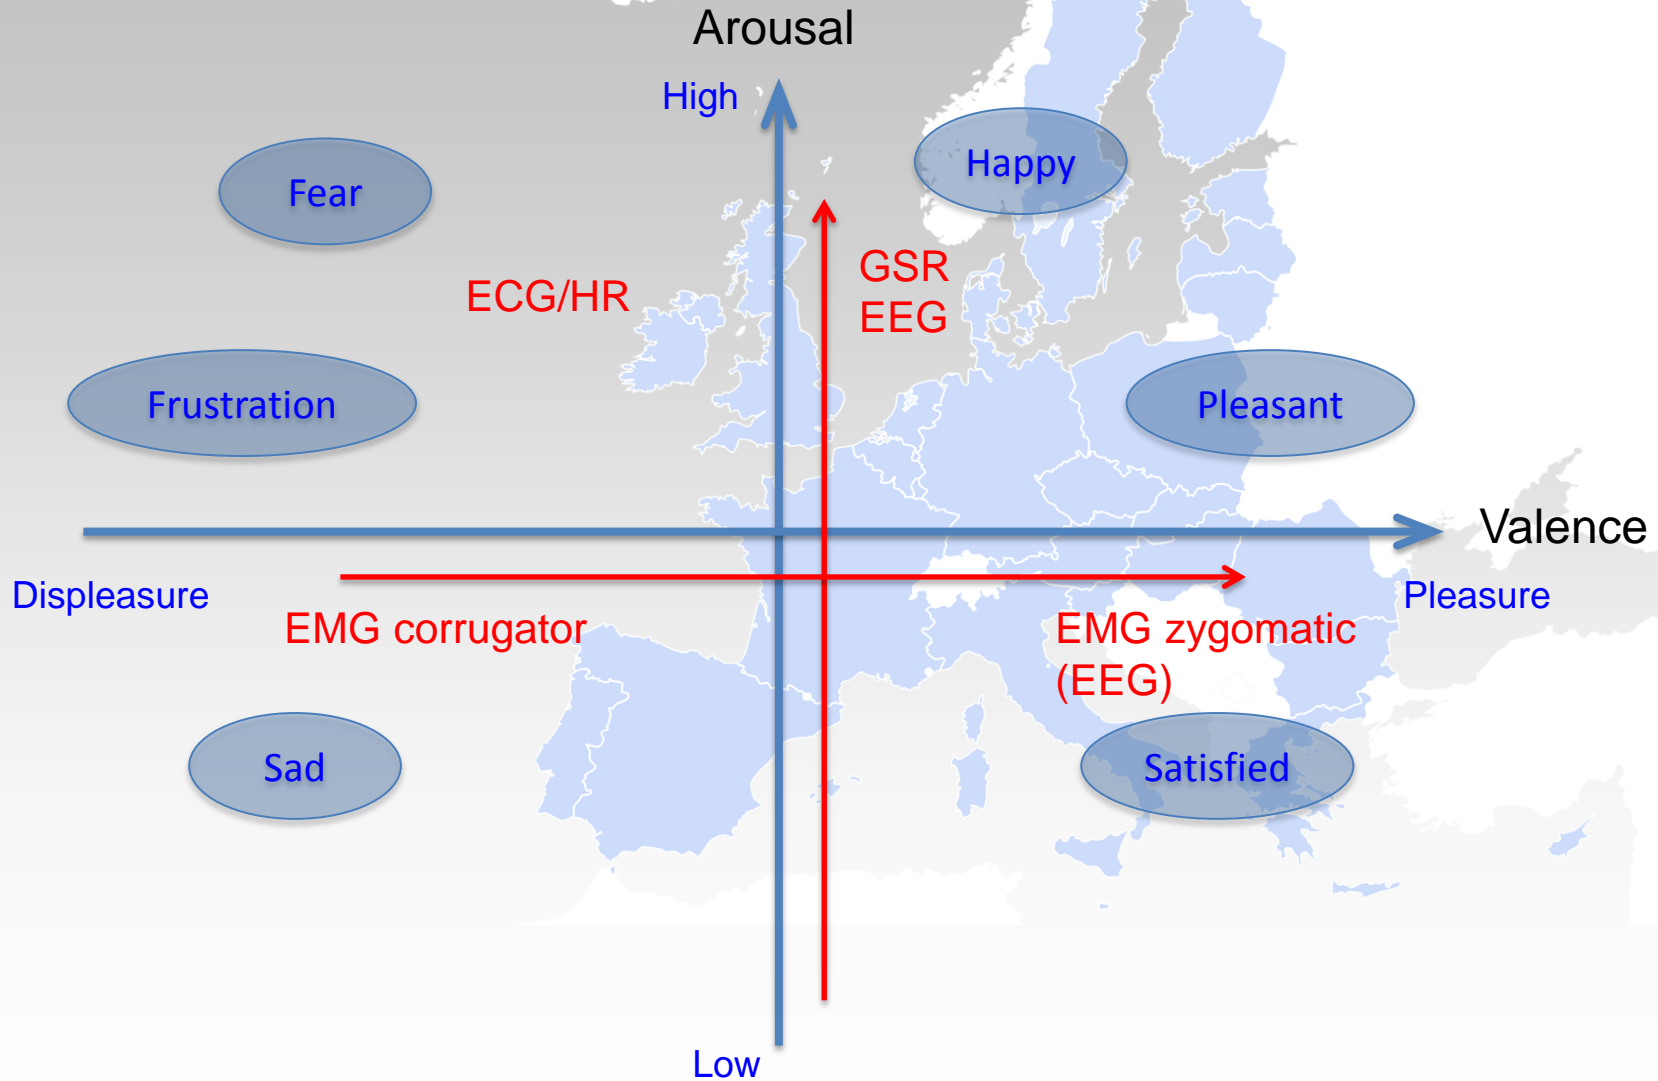 Arousal
High
Happy
Fear
GSR
EEG
ECG/HR
Frustration
Pleasant
Valence
Displeasure
Pleasure
EMG corrugator
EMG zygomatic
(EEG)
Sad
Satisfied
Low